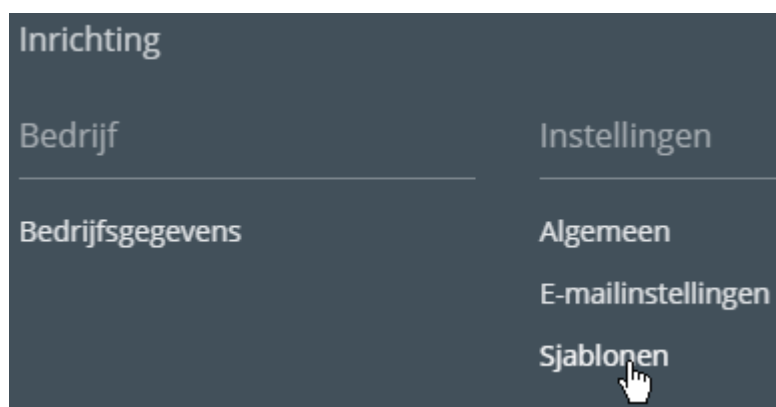 Inrichting
Bedrijf
Bedrijfsgegevens
Instellingen
Algemeen
E-mailinstellingen
Sjablonen